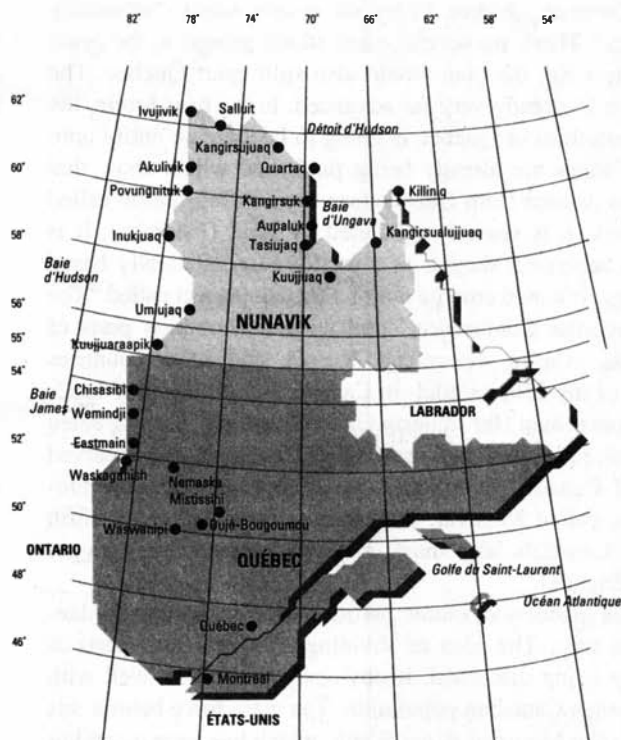 82° 78° 74° 70° 66° 62° 58° 54°
62°
Ivujivik
Salluit
Détroit d'Hudson
Kangirsujuaq
60°
Akulivik
Quartaq
Povungnituk
Killiniq
Kangirsuk
Baie d'Ungava
Kangirsualujjuaq
Aupaluk
58°
Inukjuaq
Tasiujaq
Baie d'Hudson
Kuujjuaq
56°
Umiujaq
NUNAVIK
55°
Kuujjuaraapik
54°
Chisasibi
Baie James
Wemindji
LABRADOR
52°
Eastmain
Waskaganish
Nemaska
Mistissini
50°
Waswanipi
Oujé-Bougoumou
ONTARIO
QUÉBEC
Golfe du Saint-Laurent
48°
Océan Atlantique
Québec
46°
Montréal
ÉTATS-UNIS